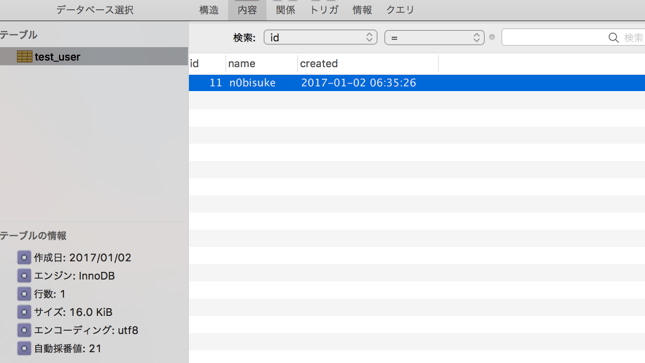 データベース選択 構造 内容 関係 トリガ 情報 クエリ
テーブル
検索: id = 検索
test_user
id name created
11 n0bisuke 2017-01-02 06:35:26
テーブルの情報
作成日: 2017/01/02
エンジン: InnoDB
行数: 1
サイズ: 16.0 KiB
エンコーディング: utf8
自動採番値: 21